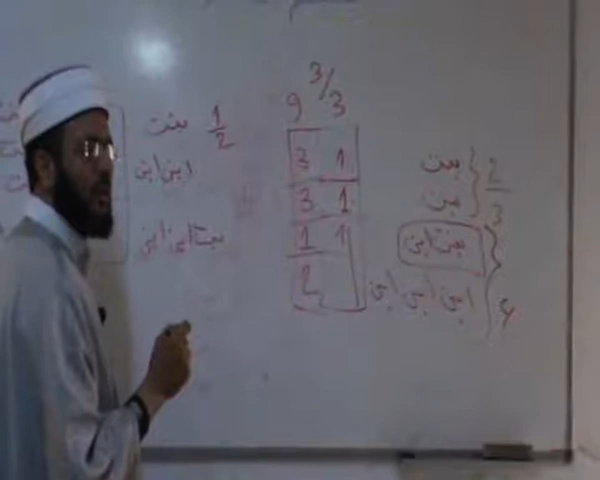 3/3 9
بنت 2/3
بنت
بنت ابن ع
ابن ابن ابن
1 3
1 3
1 1
2
بنت 1/2
ابن ابن
بنت ابن ابن